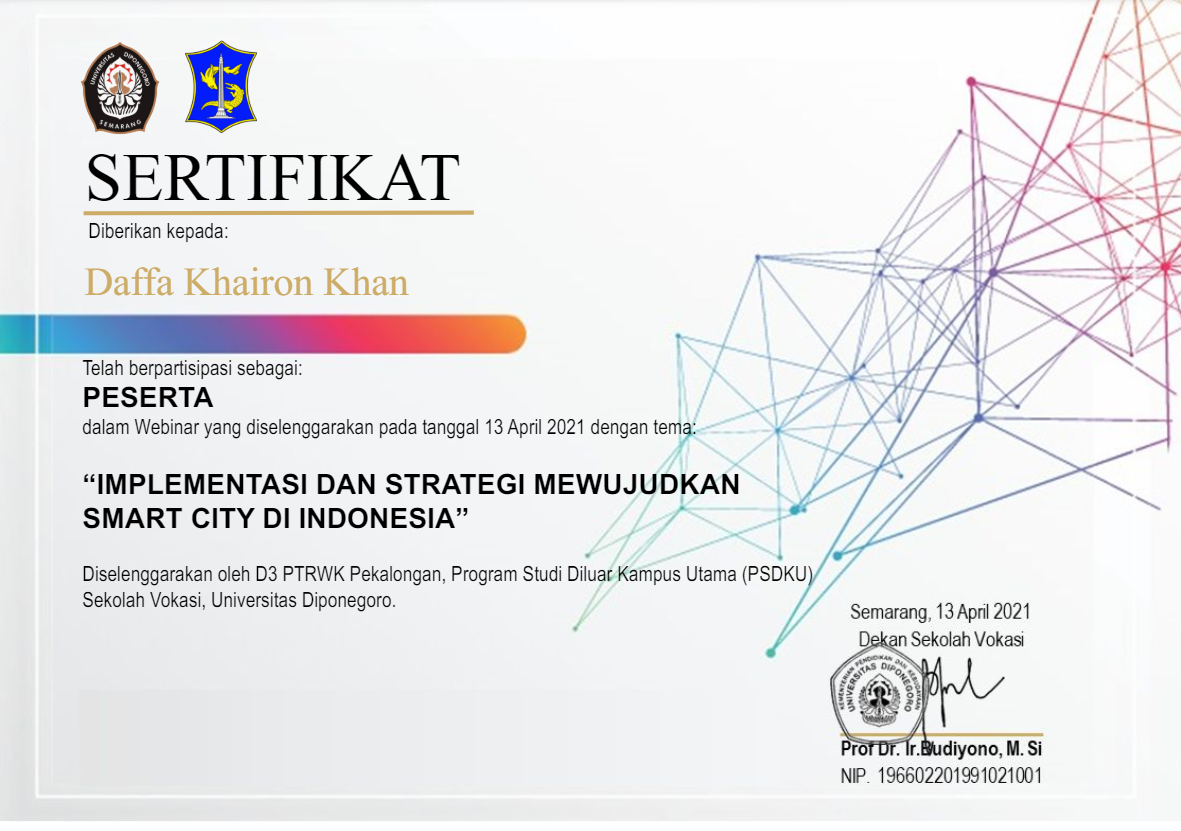 UNIVERSITAS DIPONEGORO
SEMARANG
SERTIFIKAT
Diberikan kepada:
Daffa Khairon Khan
Telah berpartisipasi sebagai:
PESERTA
dalam Webinar yang diselenggarakan pada tanggal 13 April 2021 dengan tema:
“IMPLEMENTASI DAN STRATEGI MEWUJUDKAN
SMART CITY DI INDONESIA”
Diselenggarakan oleh D3 PTRWK Pekalongan, Program Studi Diluar Kampus Utama (PSDKU)
Sekolah Vokasi, Universitas Diponegoro.
Semarang, 13 April 2021
Dekan Sekolah Vokasi
KEMENTERIAN PENDIDIKAN DAN KEBUDAYAAN
UNIVERSITAS DIPONEGORO
Prof Dr. Ir.Budiyono, M. Si
NIP. 196602201991021001